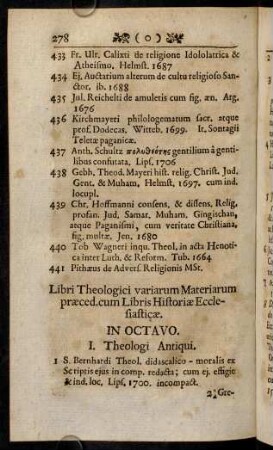 278 ( o )
433 Fr. Ulr. Calixti de religione Idololatrica &
Atheismo, Helmst. 1687
434 Ej. Auctarium alterum de cultu religioso San-
ctor. ib. 1688
435 Jul. Reichelti de amuletis cum fig. æn. Arg.
1676
436 Kirchmayeri philologematum sacr. atque
prof. Dodecas. Witteb. 1699. It. Sontagii
Teletæ paganicæ.
437 Anth. Schultz gentilium à genti-
libus confutata, Lips. 1706
438 Gebh. Theod. Mayeri hist. relig. Christ. Jud.
Gent. & Muham, Helmst. 1697. cum ind.
locupl.
439 Chr. Hoffmanni consens, & dissens, Relig.
profan. Jud, Samar, Muham, Gingischan,
atque Paganismi, cum veritate Christiana,
fig. multæ. Jen. 1680
440 Tob Wagneri inqu. Theol, in acta Henoti-
ca inter Luth, & Reform. Tub. 1664
441 Pithæus de Advers. Religionis MSt.
Libri Theologici variarum Materiarum
præced. cum Libris Historiæ Eccle-
siasticæ.
IN OCTAVO.
I. Theologi Antiqui.
1 S. Bernhardi Theol. didascalico - moralis ex
Scriptis ejus in comp. redacta; cum ej. effigie
& ind. loc, Lips. 1700. incompact.
2. Gre-